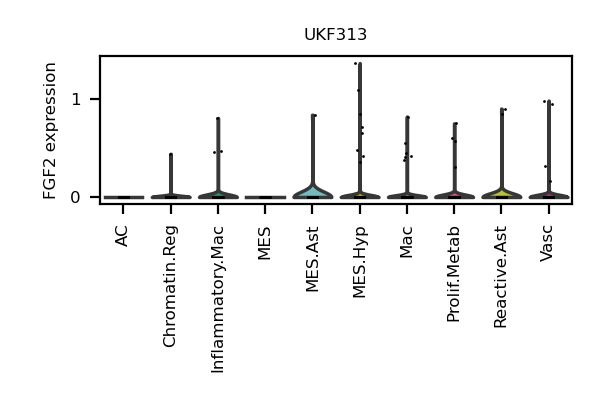 UKF313
FGF2 expression
1
0
AC
Chromatin.Reg
Inflammatory.Mac
MES
MES.Ast
MES.Hyp
Mac
Prolif.Metab
Reactive.Ast
Vasc